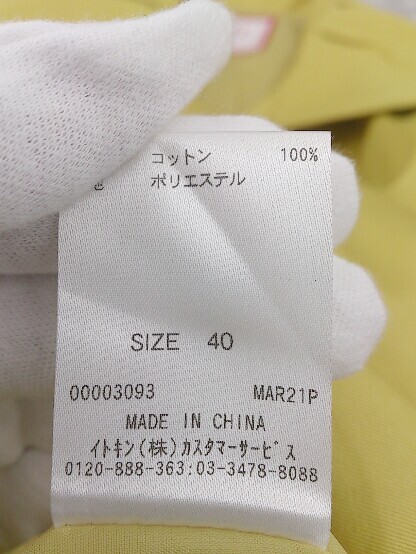 コットン 100%
ポリエステル
SIZE 40
00003093 MAR21P
MADE IN CHINA
イトキン(株)カスタマーサービス
0120-888-363:03-3478-8088